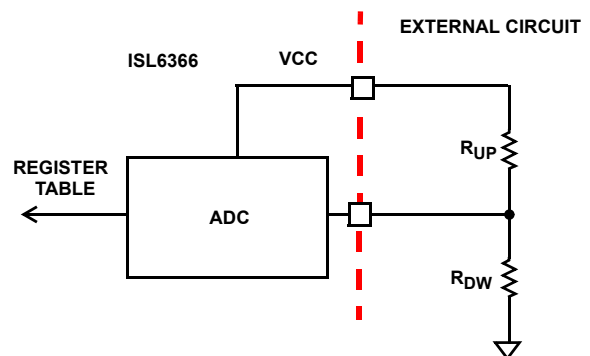 EXTERNAL CIRCUIT
ISL6366
VCC
RUP
REGISTER
TABLE
ADC
RDW